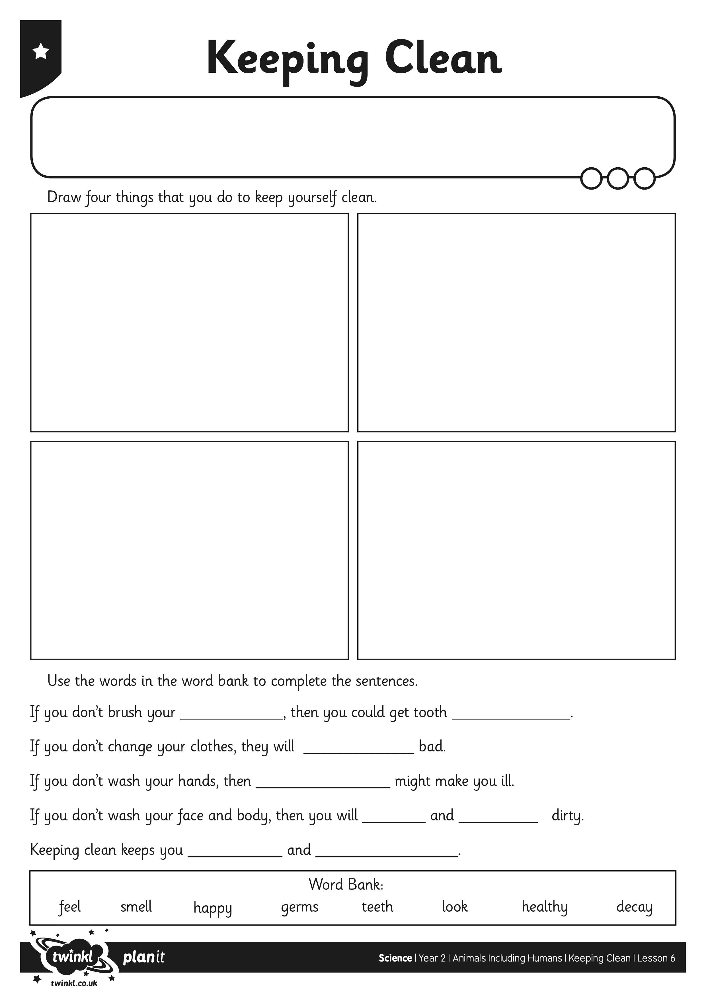 Keeping Clean
Draw four things that you do to keep yourself clean.
Use the words in the word bank to complete the sentences.
If you don’t brush your ____________, then you could get tooth ______________.
If you don’t change your clothes, they will _____________ bad.
If you don’t wash your hands, then ________________ might make you ill.
If you don’t wash your face and body, then you will _______ and _________ dirty.
Keeping clean keeps you ___________ and _________________.
Word Bank:
feel smell happy germs teeth look healthy decay
twinkl planit Science | Year 2 | Animals Including Humans | Keeping Clean | Lesson 6
twinkl.co.uk